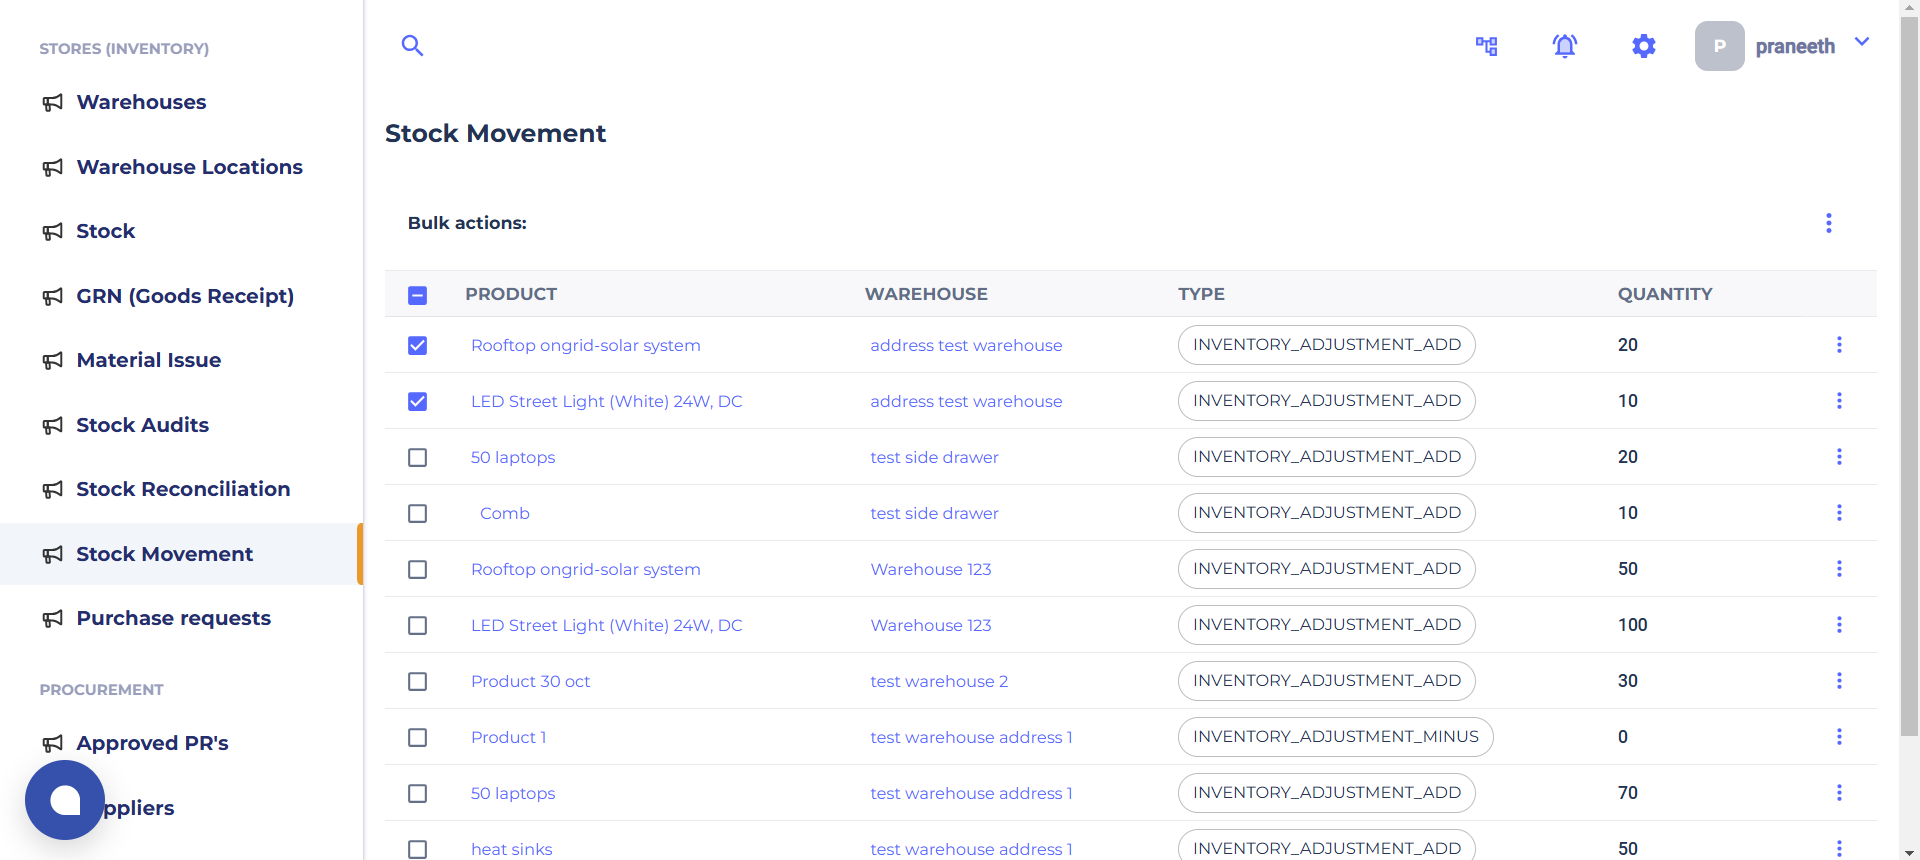 STORES (INVENTORY)
Warehouses
Warehouse Locations
Stock
GRN (Goods Receipt)
Material Issue
Stock Audits
Stock Reconciliation
Stock Movement
Purchase requests
PROCUREMENT
Approved PR's
ppliers
P praneeth
Stock Movement
Bulk actions:
PRODUCT WAREHOUSE TYPE QUANTITY
Rooftop ongrid-solar system address test warehouse INVENTORY_ADJUSTMENT_ADD 20
LED Street Light (White) 24W, DC address test warehouse INVENTORY_ADJUSTMENT_ADD 10
50 laptops test side drawer INVENTORY_ADJUSTMENT_ADD 20
Comb test side drawer INVENTORY_ADJUSTMENT_ADD 10
Rooftop ongrid-solar system Warehouse 123 INVENTORY_ADJUSTMENT_ADD 50
LED Street Light (White) 24W, DC Warehouse 123 INVENTORY_ADJUSTMENT_ADD 100
Product 30 oct test warehouse 2 INVENTORY_ADJUSTMENT_ADD 30
Product 1 test warehouse address 1 INVENTORY_ADJUSTMENT_MINUS 0
50 laptops test warehouse address 1 INVENTORY_ADJUSTMENT_ADD 70
heat sinks test warehouse address 1 INVENTORY_ADJUSTMENT_ADD 50